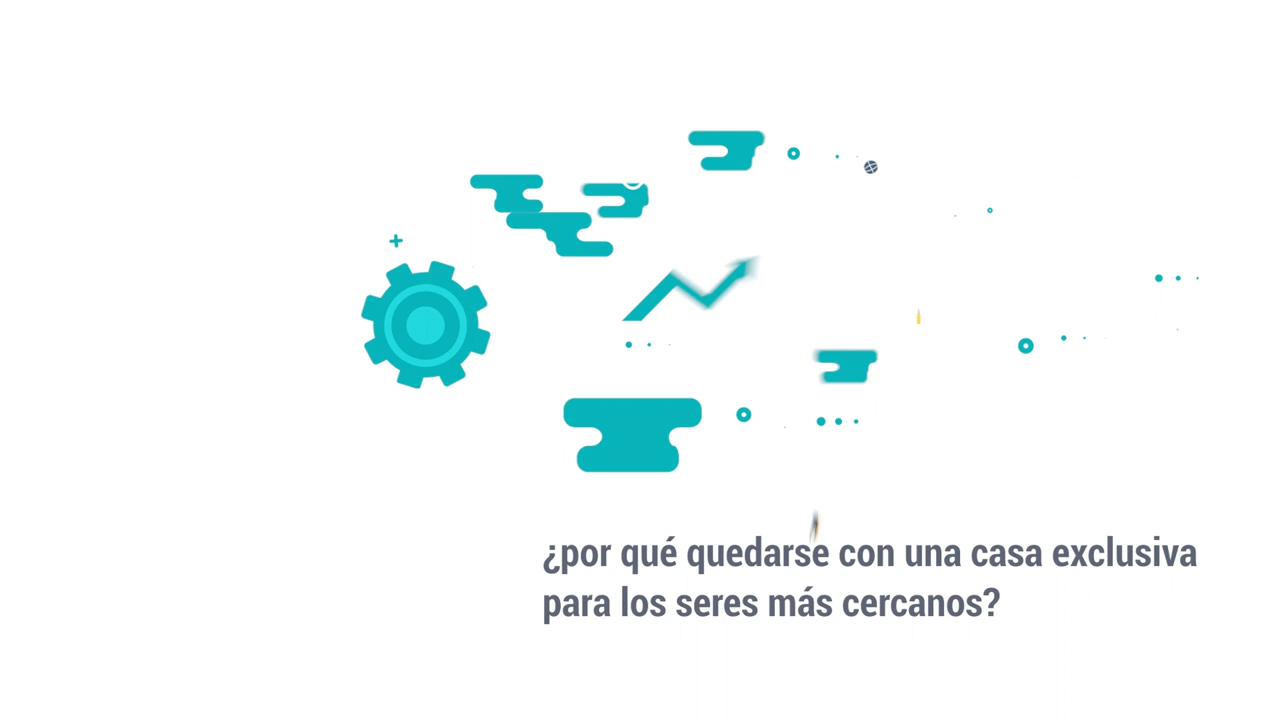 ¿por qué quedarse con una casa exclusiva
para los seres más cercanos?